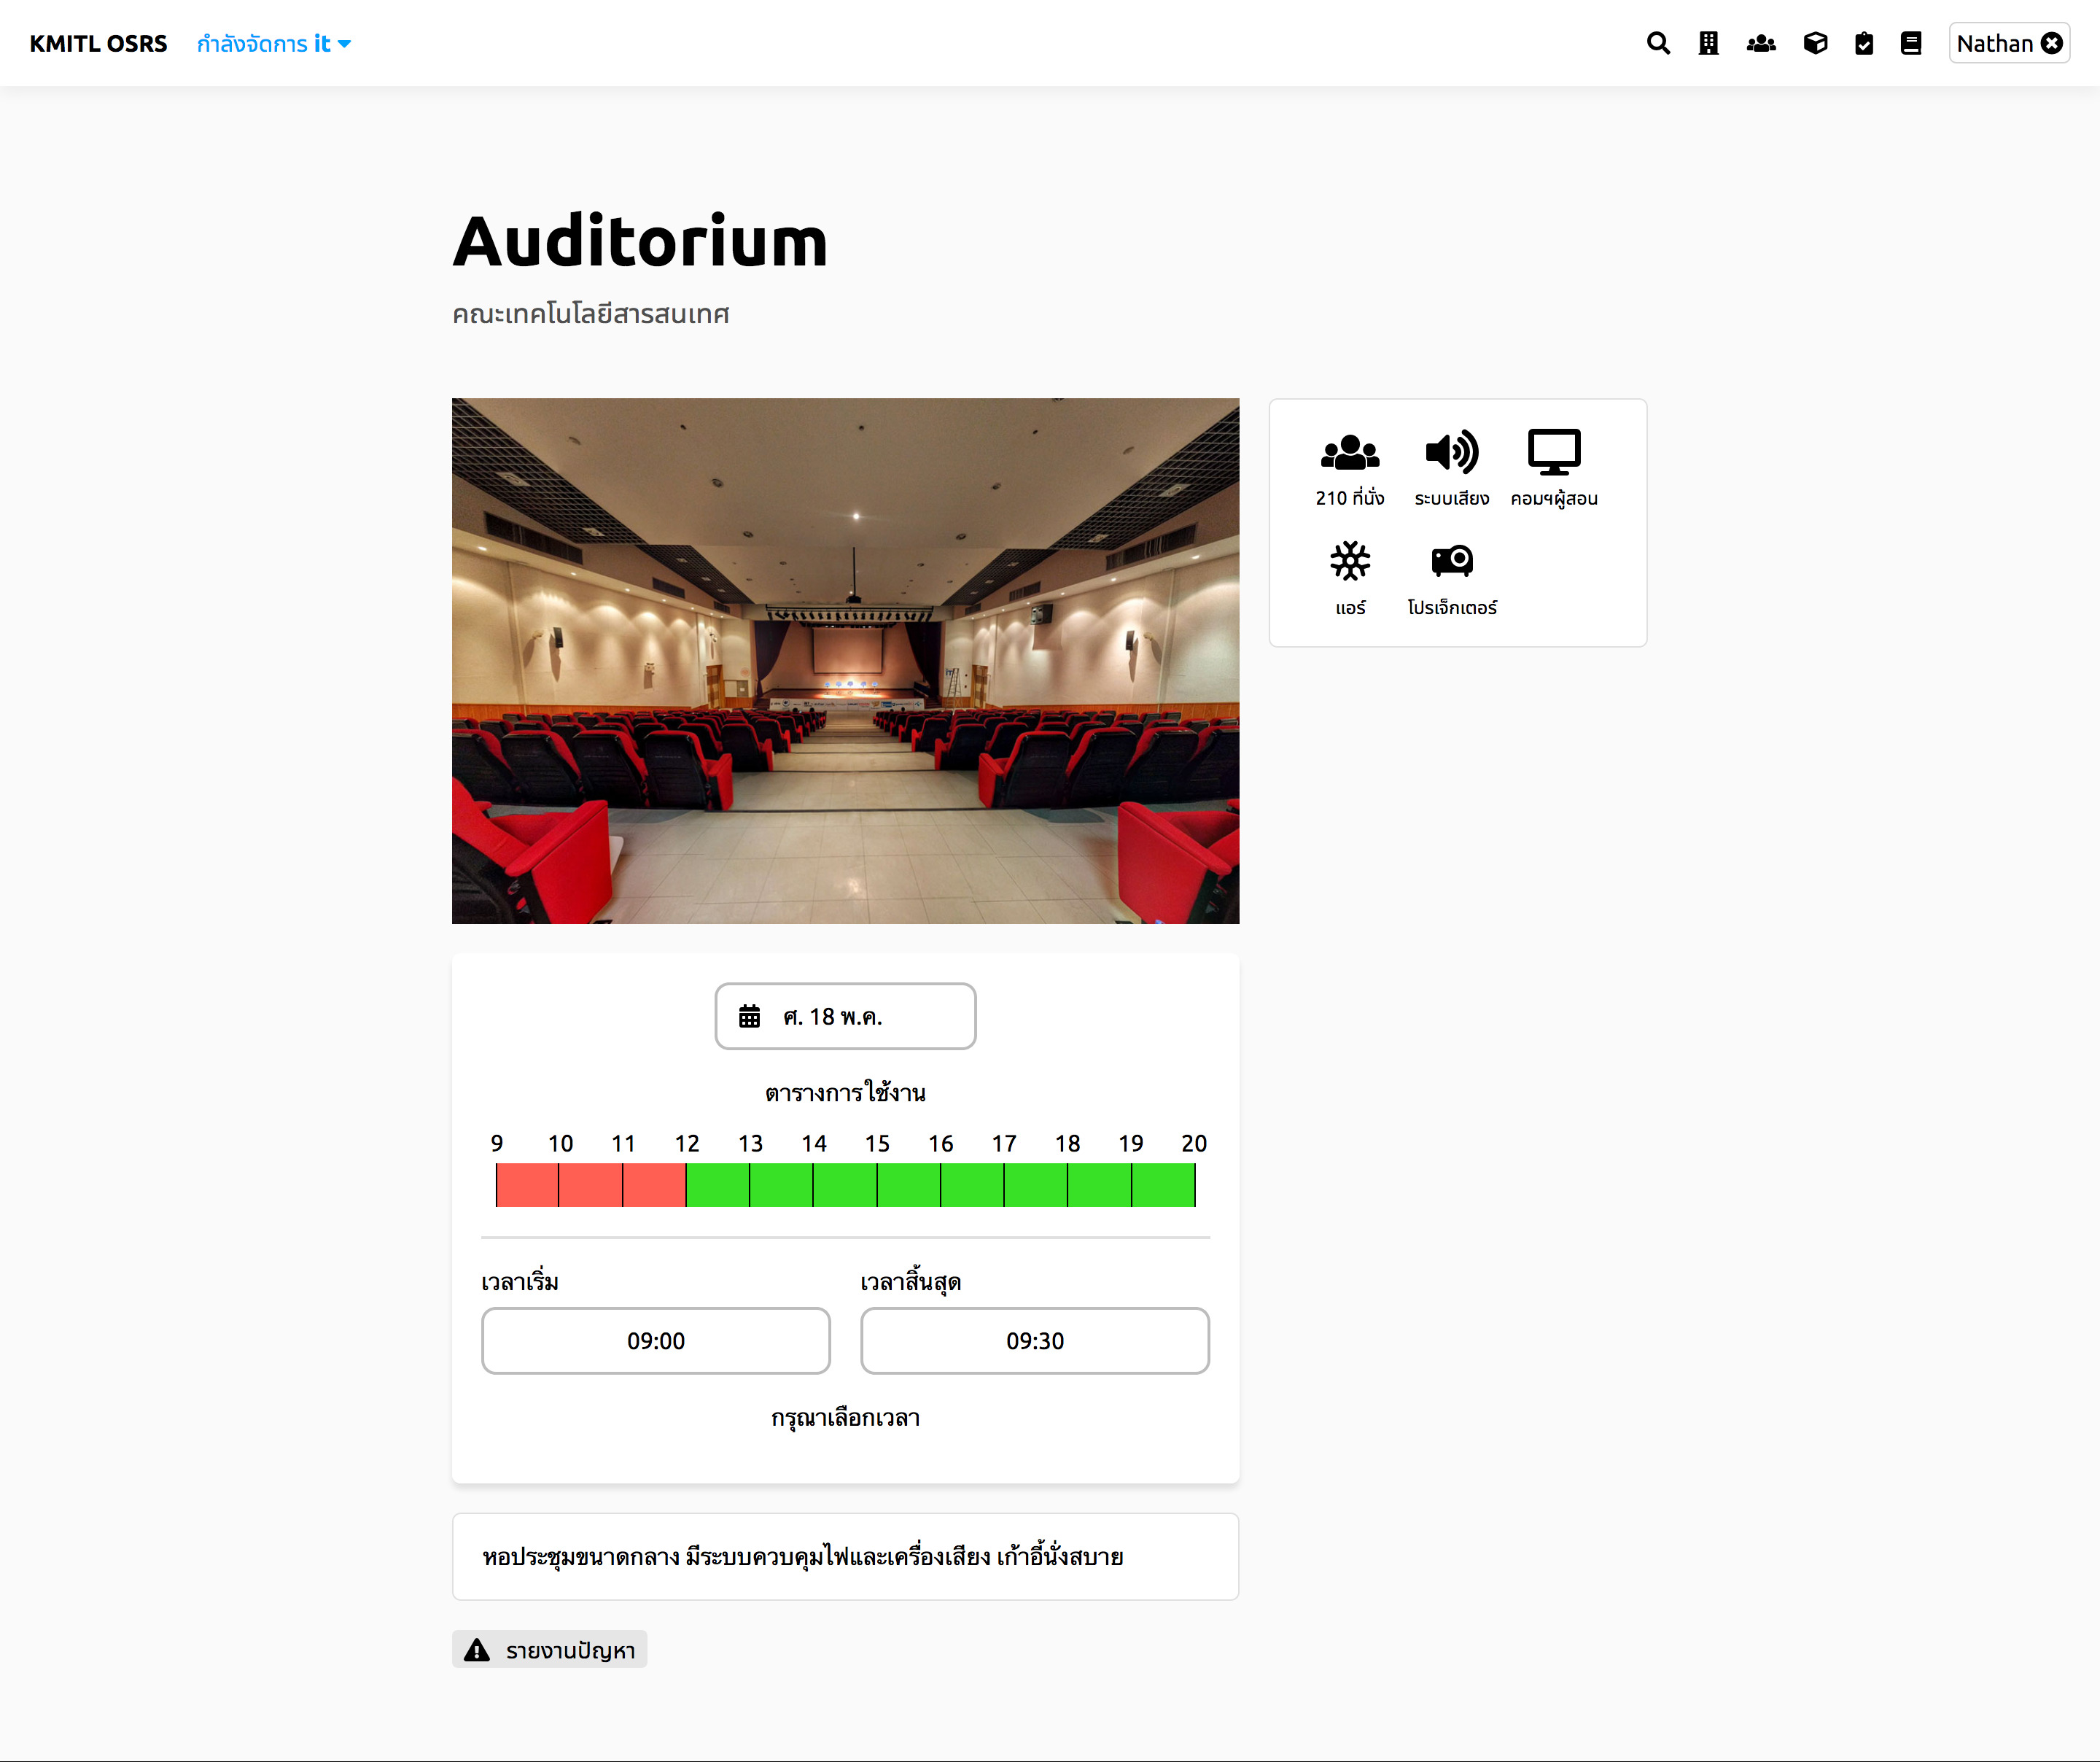 KMITL OSRS กำลังจัดการ it Nathan
Auditorium
คณะเทคโนโลยีสารสนเทศ
210 ที่นั่ง ระบบเสียง คอมฯผู้สอน
แอร์ โปรเจ็กเตอร์
ศ. 18 พ.ค.
ตารางการใช้งาน
9 10 11 12 13 14 15 16 17 18 19 20
เวลาเริ่ม เวลาสิ้นสุด
09:00 09:30
กรุณาเลือกเวลา
หอประชุมขนาดกลาง มีระบบควบคุมไฟและเครื่องเสียง เก้าอี้นั่งสบาย
รายงานปัญหา